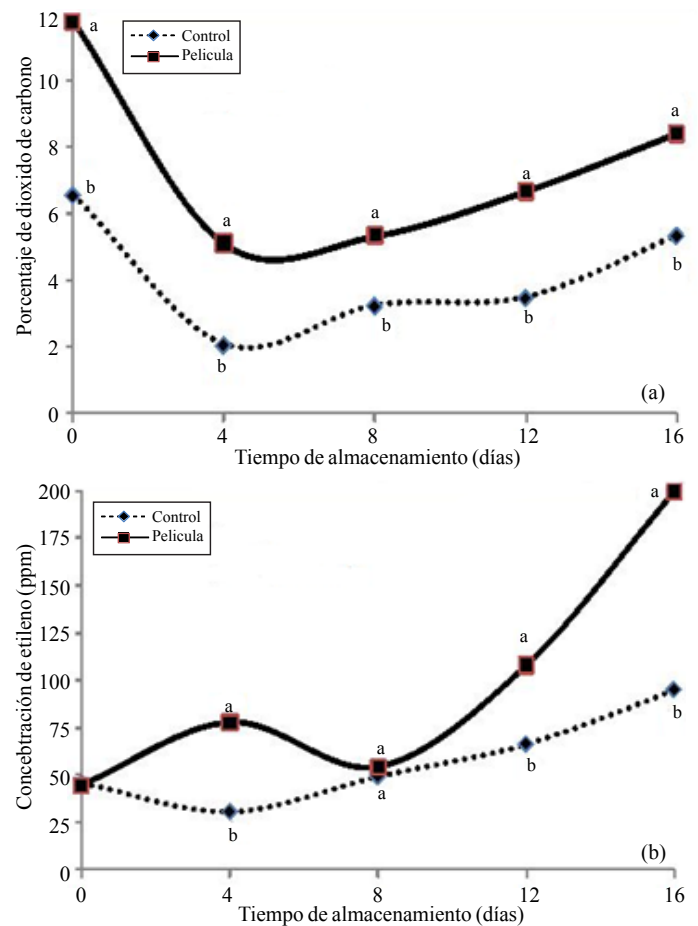 12
a
Control
Pelicula
10
Porcentaje de dioxido de carbono
8
a
a
b
6
a
a
b
4
b
b
2
b
0
(a)
0
4
8
12
16
Tiempo de almacenamiento (días)
200
a
Control
Pelicula
175
Concebtración de etileno (ppm)
150
125
a
100
a
b
75
a
b
50
a
25
b
0
(b)
0
4
8
12
16
Tiempo de almacenamiento (días)